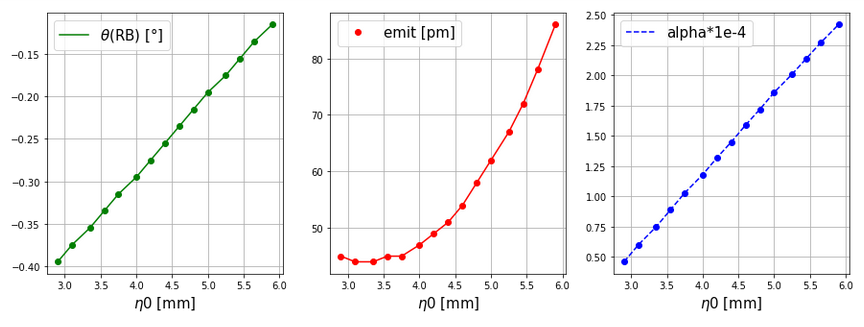 θ(RB) [°]
−0.15
−0.20
−0.25
−0.30
−0.35
−0.40
3.0 3.5 4.0 4.5 5.0 5.5 6.0
η0 [mm]
emit [pm]
80
70
60
50
3.0 3.5 4.0 4.5 5.0 5.5 6.0
η0 [mm]
alpha*1e-4
2.50
2.25
2.00
1.75
1.50
1.25
1.00
0.75
0.50
3.0 3.5 4.0 4.5 5.0 5.5 6.0
η0 [mm]